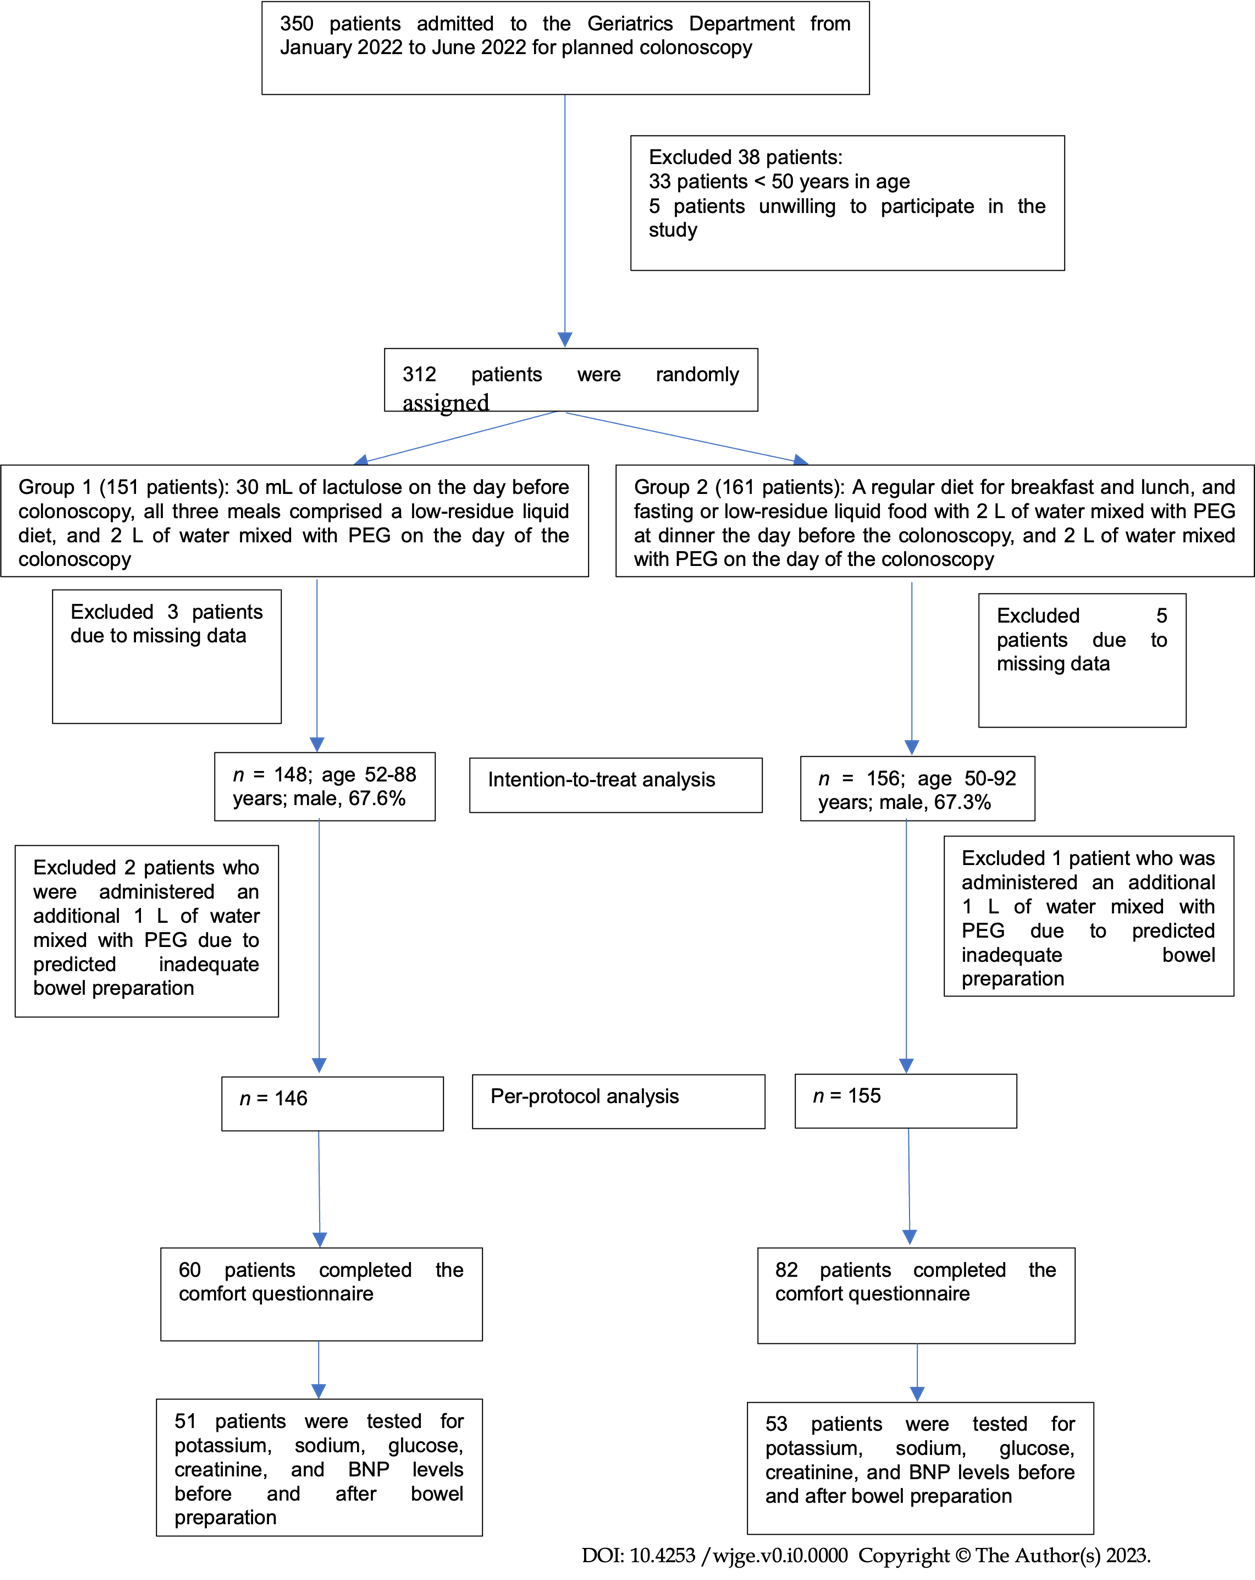 350 patients admitted to the Geriatrics Department from
January 2022 to June 2022 for planned colonoscopy
Excluded 38 patients:
33 patients < 50 years in age
5 patients unwilling to participate in the
study
312 patients were randomly
assigned
Group 1 (151 patients): 30 mL of lactulose on the day before
colonoscopy, all three meals comprised a low-residue liquid
diet, and 2 L of water mixed with PEG on the day of the
colonoscopy
Group 2 (161 patients): A regular diet for breakfast and lunch, and
fasting or low-residue liquid food with 2 L of water mixed with PEG
at dinner the day before the colonoscopy, and 2 L of water mixed
with PEG on the day of the colonoscopy
Excluded 3 patients
due to missing data
Excluded 5
patients due to
missing data
n = 148; age 52-88
years; male, 67.6%
Intention-to-treat analysis
n = 156; age 50-92
years; male, 67.3%
Excluded 2 patients who
were administered an
additional 1 L of water
mixed with PEG due to
predicted inadequate
bowel preparation
Excluded 1 patient who was
administered an additional
1 L of water mixed with
PEG due to predicted
inadequate bowel
preparation
n = 146
Per-protocol analysis
n = 155
60 patients completed the
comfort questionnaire
82 patients completed the
comfort questionnaire
51 patients were tested for
potassium, sodium, glucose,
creatinine, and BNP levels
before and after bowel
preparation
53 patients were tested for
potassium, sodium, glucose,
creatinine, and BNP levels before
and after bowel preparation
DOI: 10.4253 /wjge.v0.i0.0000 Copyright © The Author(s) 2023.